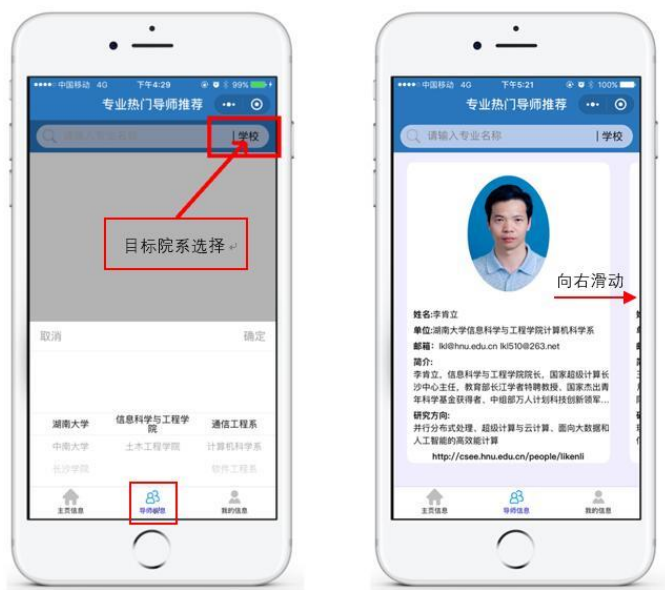 中国移动 4G 下午4:29 99%
专业热门导师推荐
请输入专业名称 | 学校
目标院系选择
取消 确定
湖南大学 信息科学与工程学院 通信工程系
中南大学 土木工程学院 计算机科学系
长沙学院 软件工程系
主页信息 导师信息 我的信息
中国移动 4G 下午5:21 100%
专业热门导师推荐
请输入专业名称 | 学校
向右滑动
姓名:李肯立
单位:湖南大学信息科学与工程学院计算机科学系
邮箱: lkl@hnu.edu.cn lkl510@263.net
简介:
李肯立, 信息科学与工程学院院长、国家超级计算长
沙中心主任, 教育部长江学者特聘教授、国家杰出青
年科学基金获得者、中组部万人计划科技创新领军...
研究方向:
并行分布式处理、超级计算与云计算、面向大数据和
人工智能的高效能计算
http://csee.hnu.edu.cn/people/likenli
主页信息 导师信息 我的信息